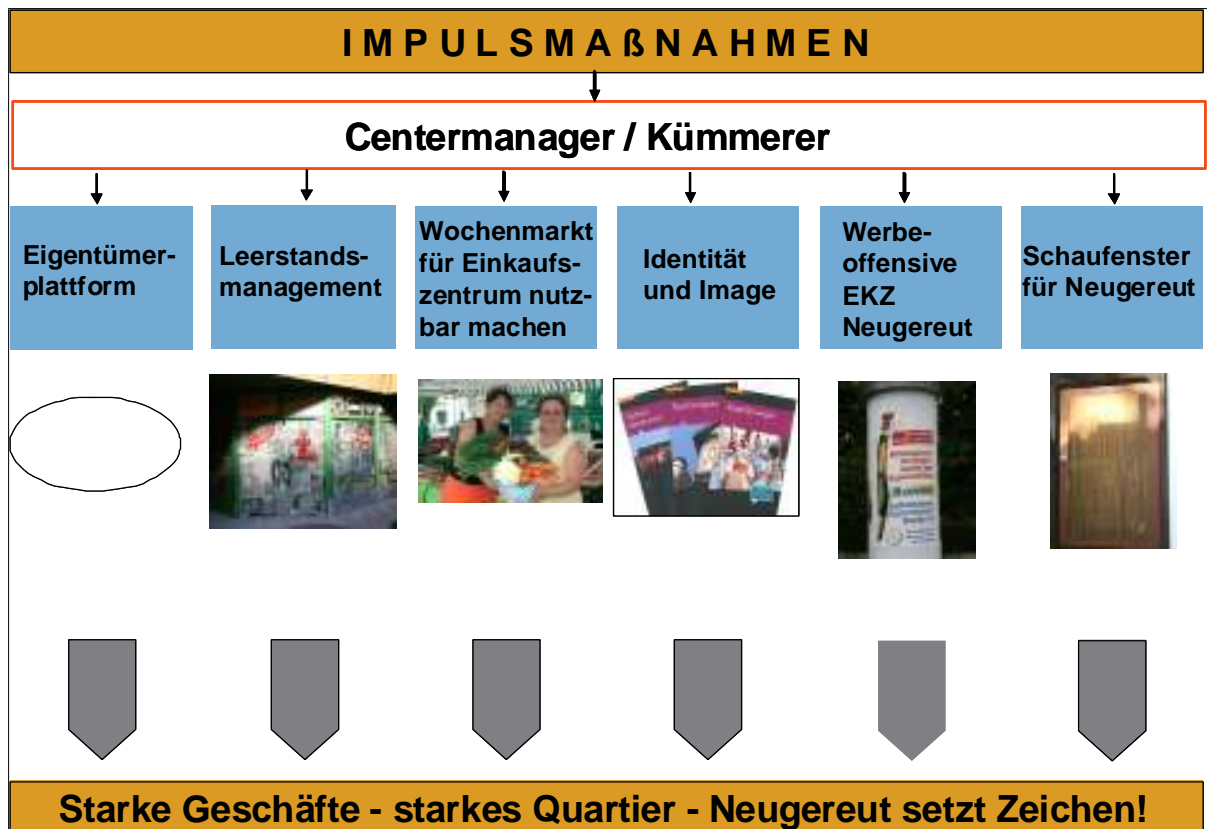 IMPULSMAßNAHMEN
Centermanager / Kümmerer
Eigentümer-
plattform
Leerstands-
management
Wochenmarkt
für Einkaufs-
zentrum nutz-
bar machen
Identität
und Image
Werbe-
offensive
EKZ
Neugereut
Schaufenster
für Neugereut
Starke Geschäfte - starkes Quartier - Neugereut setzt Zeichen!